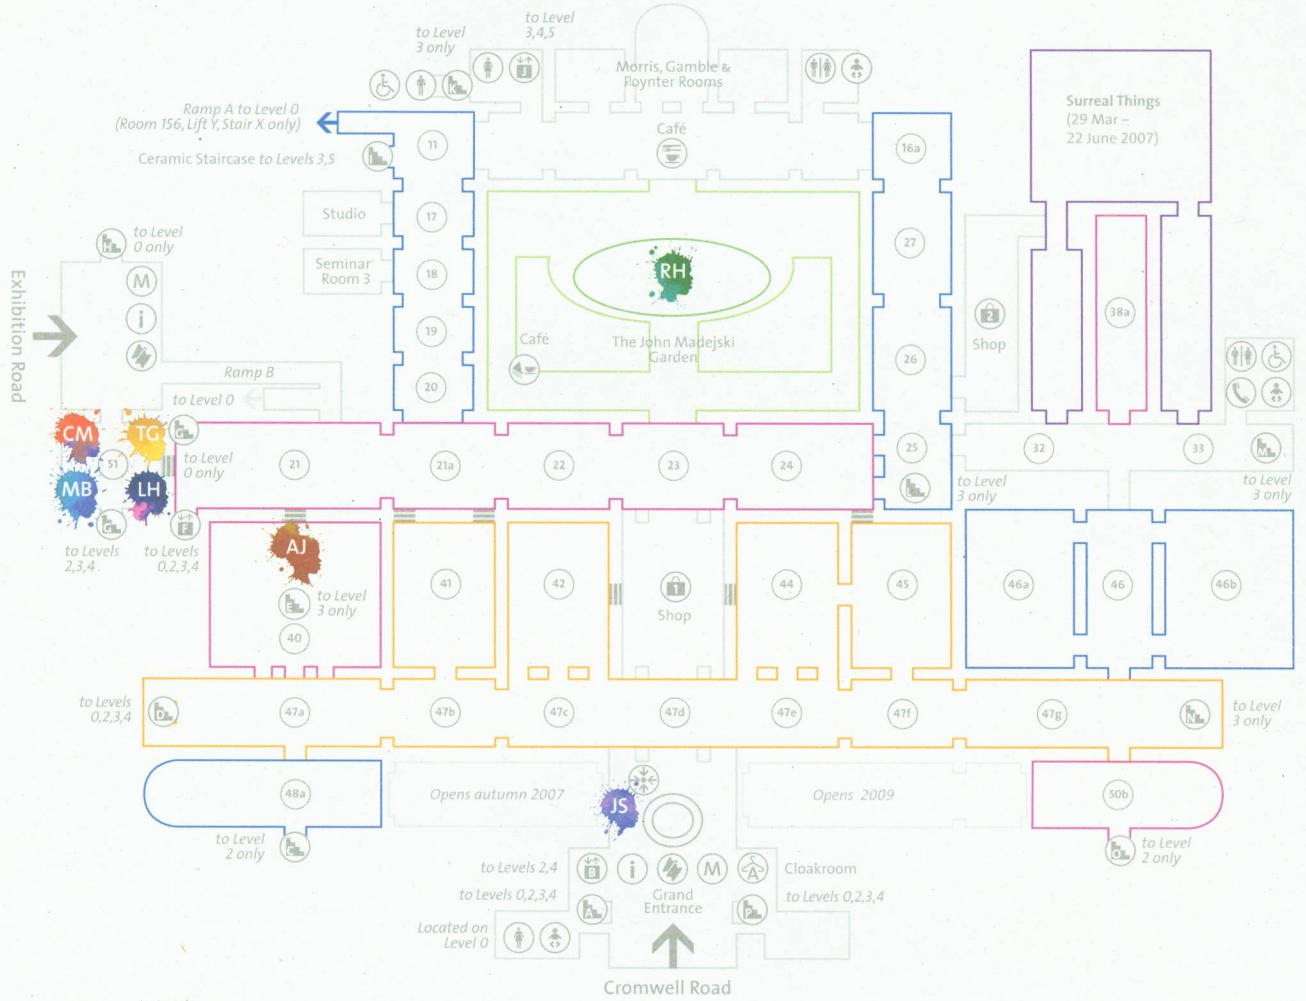 to Level
3,4,5
to Level
3 only
J
K
Morris, Gamble &
Poynter Rooms
Surreal Things
(29 Mar –
22 June 2007)
Ramp A to Level 0
(Room 156, Lift Y, Stair X only)
Café
11
16a
Ceramic Staircase to Levels 3,5
Studio
17
to Level
0 only
H
27
Seminar
Room 3
18
RH
M
i
Exhibition Road
19
38a
2
Shop
Café
The John Madejski
Garden
26
Ramp B
20
to Level 0
CM
TG
G
51
to Level
0 only
21
21a
22
23
24
25
32
33
M
MB
LH
to Level
3 only
to Level
3 only
G
F
to Levels
2,3,4
to Levels
0,2,3,4
AJ
E
to Level
3 only
40
41
42
1
Shop
44
45
46a
46
46b
to Levels
0,2,3,4
D
47a
47b
47c
47d
47e
47f
47g
N
to Level
3 only
48a
Opens autumn 2007
JS
Opens 2009
50b
to Level
2 only
C
Q
to Level
2 only
to Levels 2,4
B
i
M
A
Cloakroom
to Levels 0,2,3,4
A
Grand
Entrance
P
to Levels 0,2,3,4
Located on
Level 0
Cromwell Road